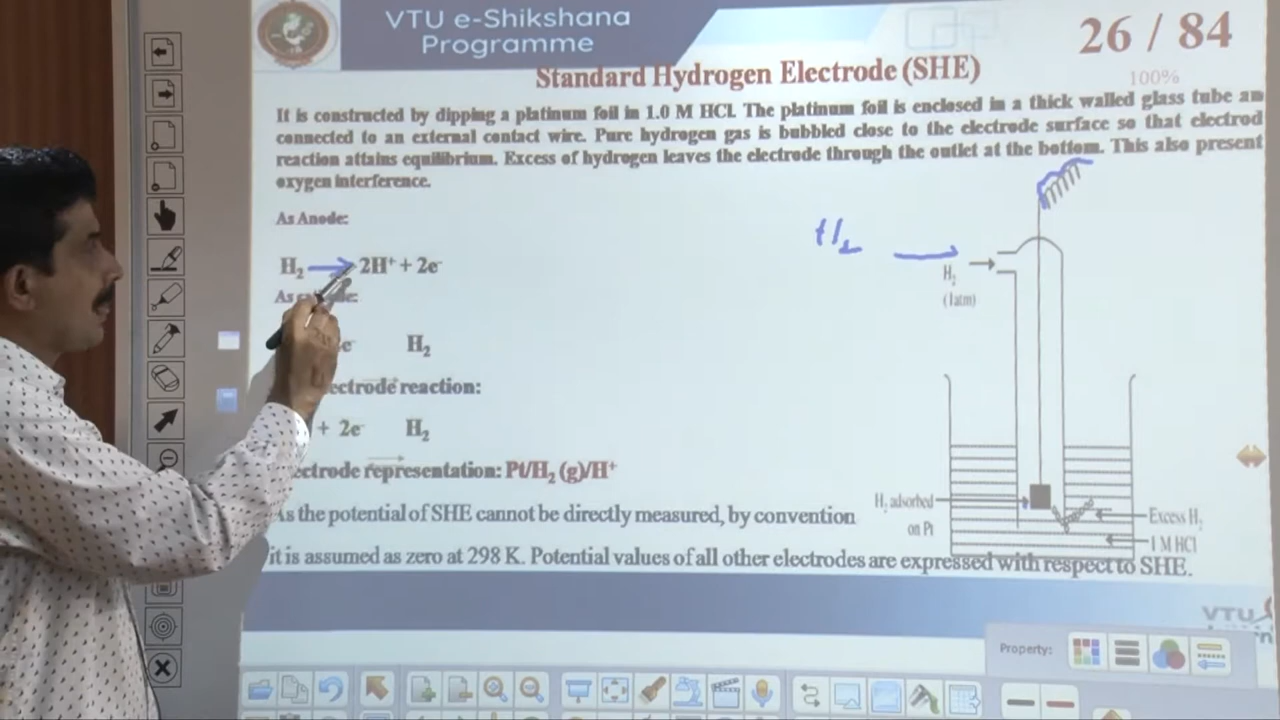 VTU e-Shikshana
Programme
26 / 84
100%
Standard Hydrogen Electrode (SHE)
It is constructed by dipping a platinum foil in 1.0 M HCl. The platinum foil is enclosed in a thick walled glass tube an
connected to an external contact wire. Pure hydrogen gas is bubbled close to the electrode surface so that electrod
reaction attains equilibrium. Excess of hydrogen leaves the electrode through the outlet at the bottom. This also present
oxygen interference.
As Anode:
H₂ → 2H⁺ + 2e⁻
As
H₂ →
H₂
(1atm)
e⁻ H₂
ectrode reaction:
+ 2e⁻ H₂
ectrode representation: Pt/H₂ (g)/H⁺
As the potential of SHE cannot be directly measured, by convention
it is assumed as zero at 298 K. Potential values of all other electrodes are expressed with respect to SHE.
H₂ adsorbed
on Pt
Excess H₂
1 M HCl
VTU
Property: